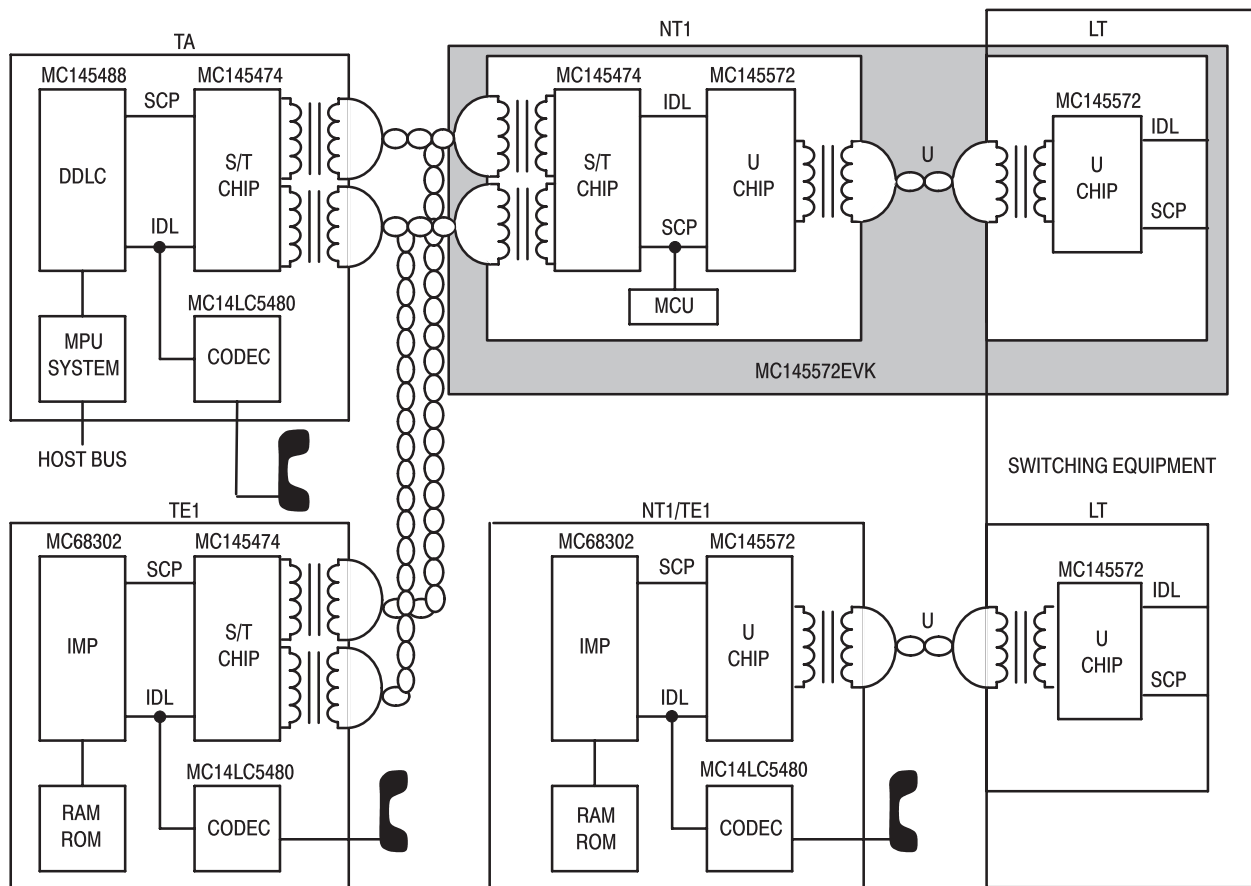 TA
MC145488
MC145474
SCP
DDLC
S/T
CHIP
IDL
MC14LC5480
MPU
SYSTEM
CODEC
HOST BUS
NT1
MC145474
MC145572
IDL
S/T
CHIP
U
CHIP
SCP
MCU
MC145572EVK
U
LT
MC145572
IDL
U
CHIP
SCP
SWITCHING EQUIPMENT
TE1
MC68302
MC145474
SCP
IMP
S/T
CHIP
IDL
MC14LC5480
RAM
ROM
CODEC
NT1/TE1
MC68302
MC145572
SCP
IMP
U
CHIP
IDL
MC14LC5480
RAM
ROM
CODEC
U
LT
MC145572
IDL
U
CHIP
SCP